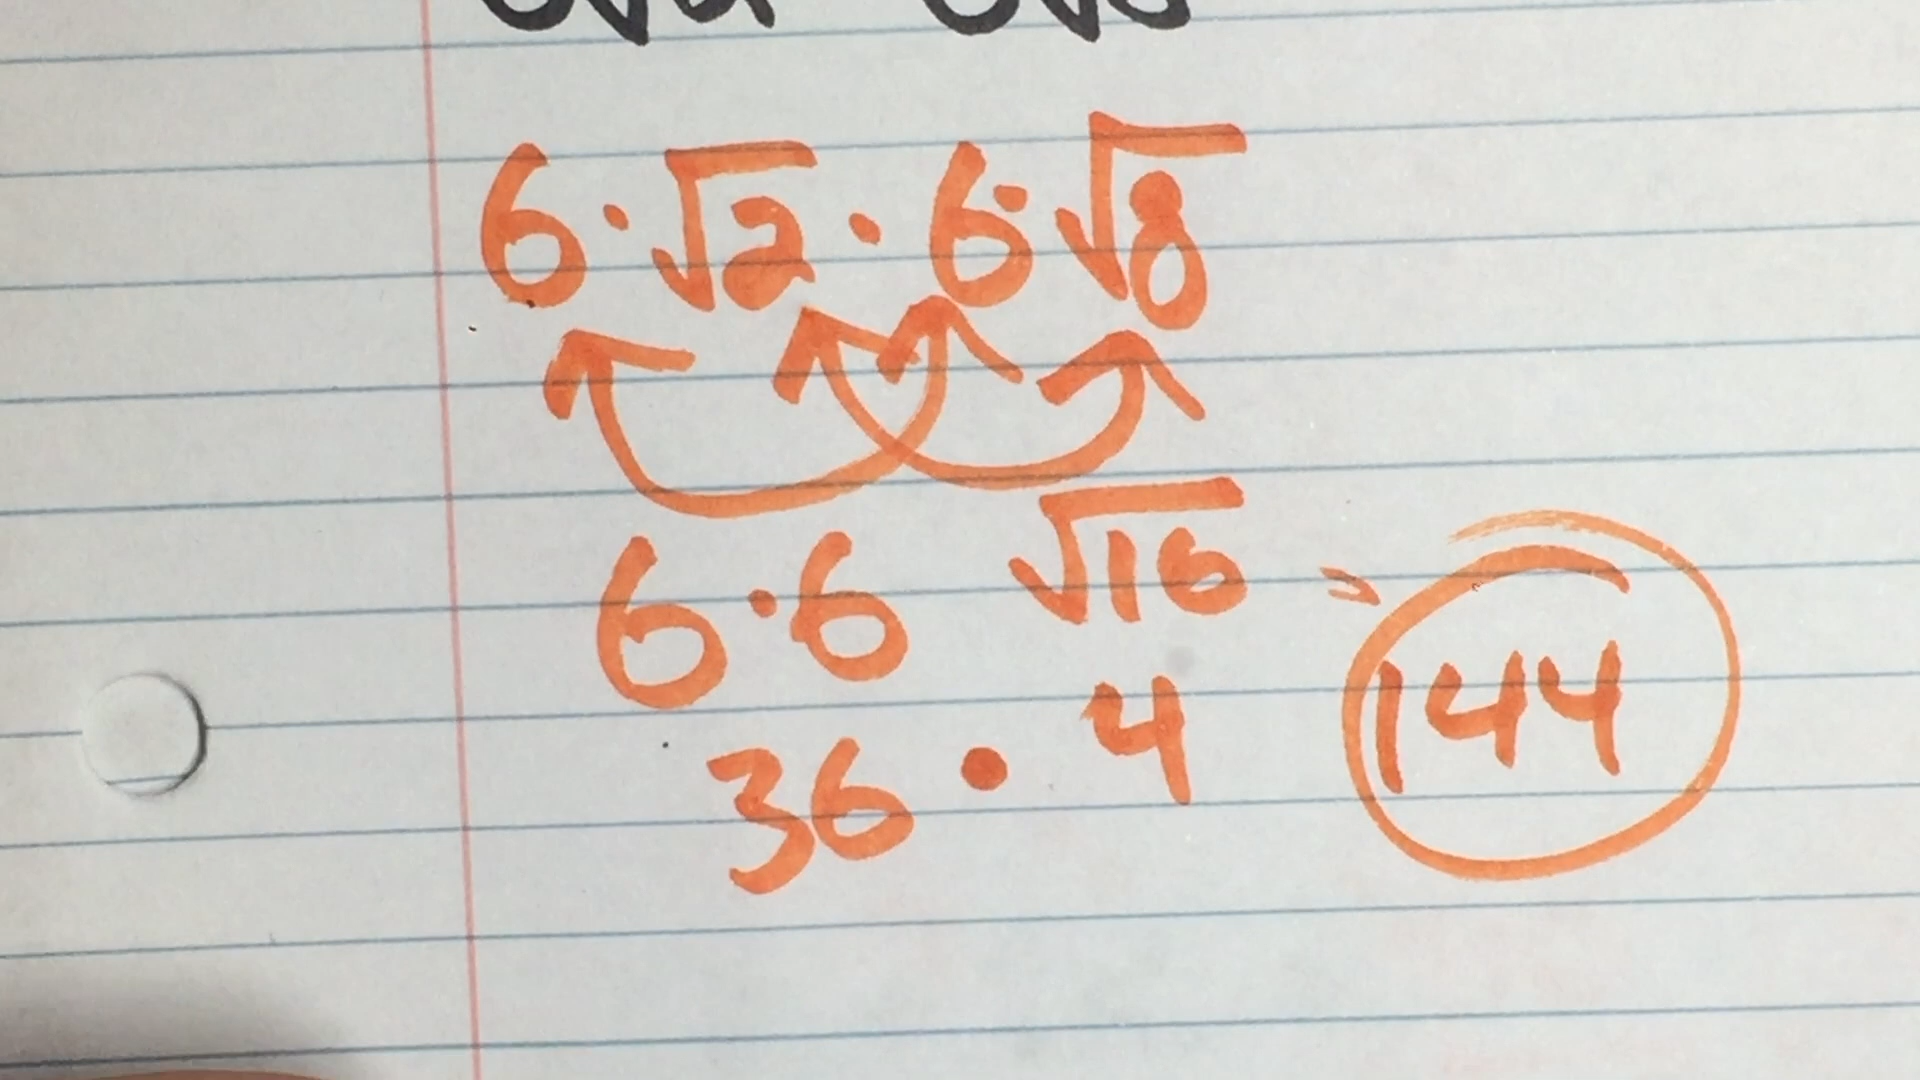 6 · √2 · 6 · √8
6 · 6 √16 =
36 · 4 144